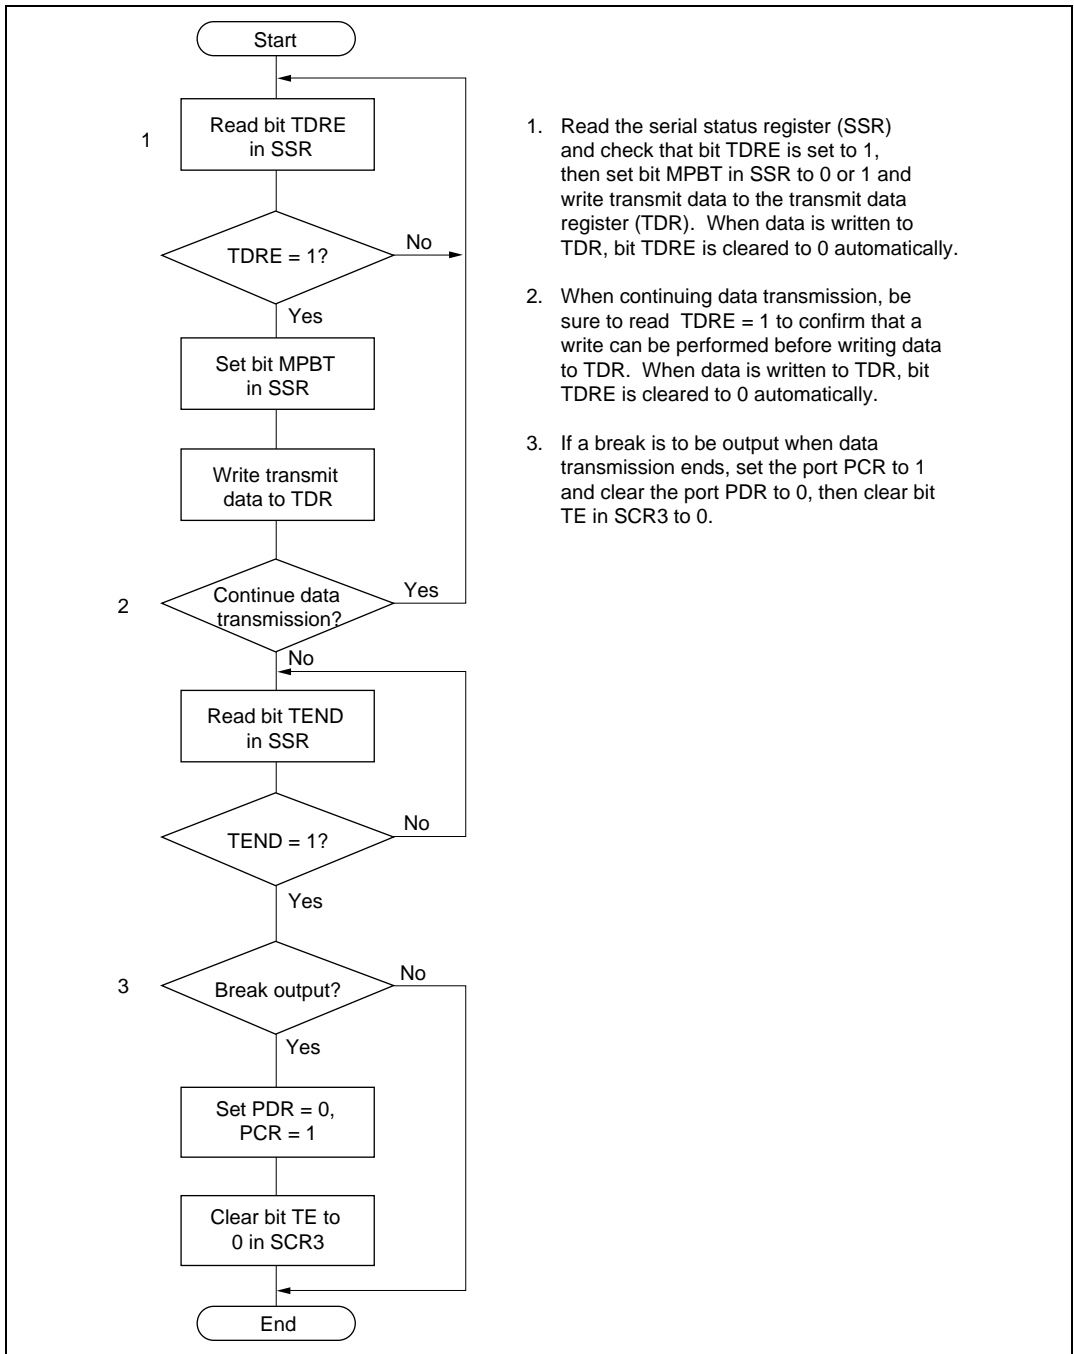 Start
1
Read bit TDRE
in SSR
TDRE = 1?
No
Yes
Set bit MPBT
in SSR
Write transmit
data to TDR
2
Continue data
transmission?
Yes
No
Read bit TEND
in SSR
TEND = 1?
No
Yes
3
Break output?
No
Yes
Set PDR = 0,
PCR = 1
Clear bit TE to
0 in SCR3
End
1. Read the serial status register (SSR)
and check that bit TDRE is set to 1,
then set bit MPBT in SSR to 0 or 1 and
write transmit data to the transmit data
register (TDR). When data is written to
TDR, bit TDRE is cleared to 0 automatically.
2. When continuing data transmission, be
sure to read TDRE = 1 to confirm that a
write can be performed before writing data
to TDR. When data is written to TDR, bit
TDRE is cleared to 0 automatically.
3. If a break is to be output when data
transmission ends, set the port PCR to 1
and clear the port PDR to 0, then clear bit
TE in SCR3 to 0.